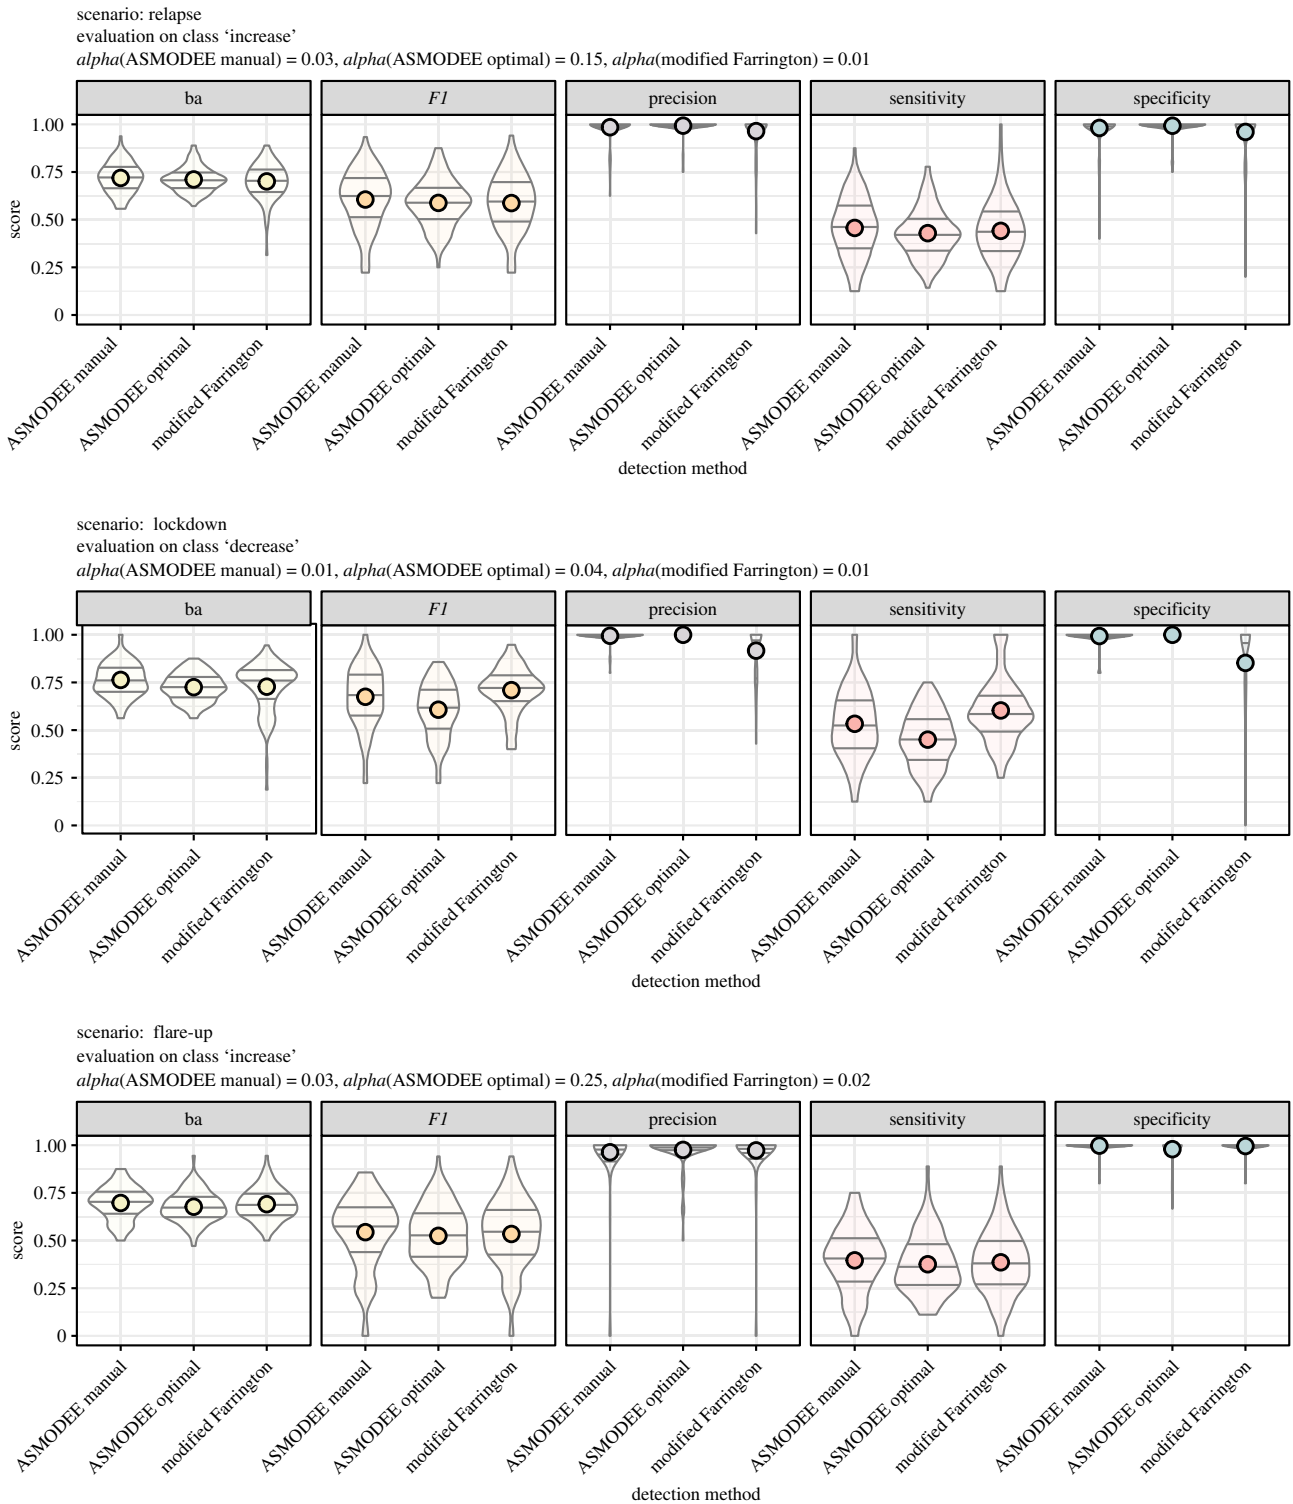 scenario: relapse
evaluation on class ‘increase’
alpha(ASMODEE manual) = 0.03, alpha(ASMODEE optimal) = 0.15, alpha(modified Farrington) = 0.01
ba F1 precision sensitivity specificity
1.00
0.75
0.50
0.25
0
score
ASMODEE manual ASMODEE optimal modified Farrington ASMODEE manual ASMODEE optimal modified Farrington ASMODEE manual ASMODEE optimal modified Farrington ASMODEE manual ASMODEE optimal modified Farrington ASMODEE manual ASMODEE optimal modified Farrington
detection method
scenario: lockdown
evaluation on class ‘decrease’
alpha(ASMODEE manual) = 0.01, alpha(ASMODEE optimal) = 0.04, alpha(modified Farrington) = 0.01
ba F1 precision sensitivity specificity
1.00
0.75
0.50
0.25
0
score
ASMODEE manual ASMODEE optimal modified Farrington ASMODEE manual ASMODEE optimal modified Farrington ASMODEE manual ASMODEE optimal modified Farrington ASMODEE manual ASMODEE optimal modified Farrington ASMODEE manual ASMODEE optimal modified Farrington
detection method
scenario: flare-up
evaluation on class ‘increase’
alpha(ASMODEE manual) = 0.03, alpha(ASMODEE optimal) = 0.25, alpha(modified Farrington) = 0.02
ba F1 precision sensitivity specificity
1.00
0.75
0.50
0.25
0
score
ASMODEE manual ASMODEE optimal modified Farrington ASMODEE manual ASMODEE optimal modified Farrington ASMODEE manual ASMODEE optimal modified Farrington ASMODEE manual ASMODEE optimal modified Farrington ASMODEE manual ASMODEE optimal modified Farrington
detection method